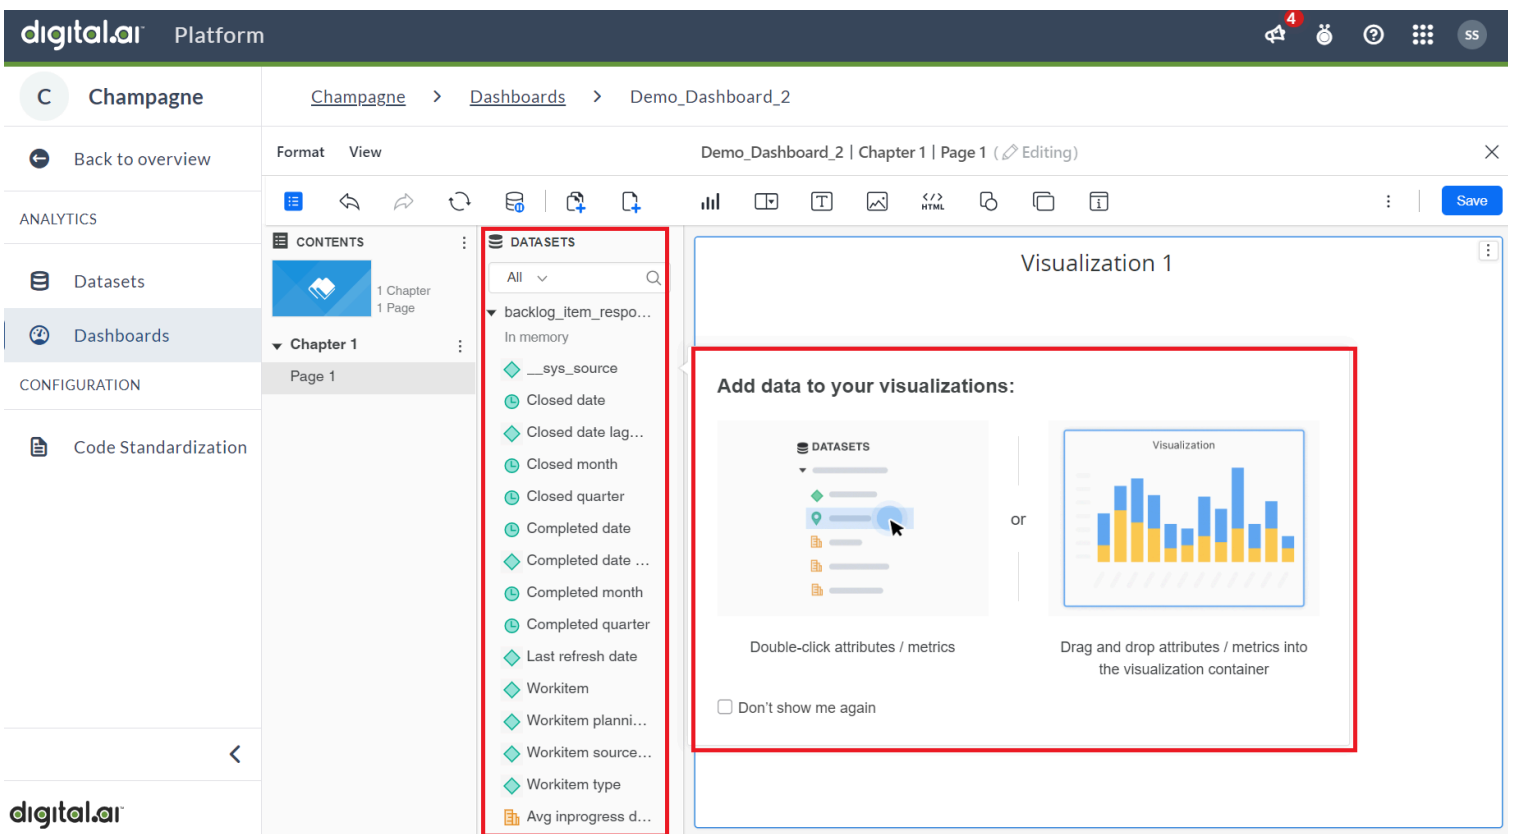 digital.ai Platform
4
SS
C Champagne
Champagne > Dashboards > Demo_Dashboard_2
Back to overview
Format View
Demo_Dashboard_2 | Chapter 1 | Page 1 ( Editing)
ANALYTICS
T
</>
HTML
i
Save
CONTENTS
DATASETS
Visualization 1
Datasets
1 Chapter
1 Page
All
backlog_item_respo...
Dashboards
Chapter 1
In memory
CONFIGURATION
Page 1
__sys_source
Closed date
Closed date lag...
Code Standardization
Closed month
Closed quarter
Completed date
Completed date ...
Completed month
Completed quarter
Last refresh date
Workitem
Workitem planni...
Workitem source...
Workitem type
Avg inprogress d...
Add data to your visualizations:
DATASETS
Visualization
or
Double-click attributes / metrics
Drag and drop attributes / metrics into
the visualization container
Don't show me again
digital.ai